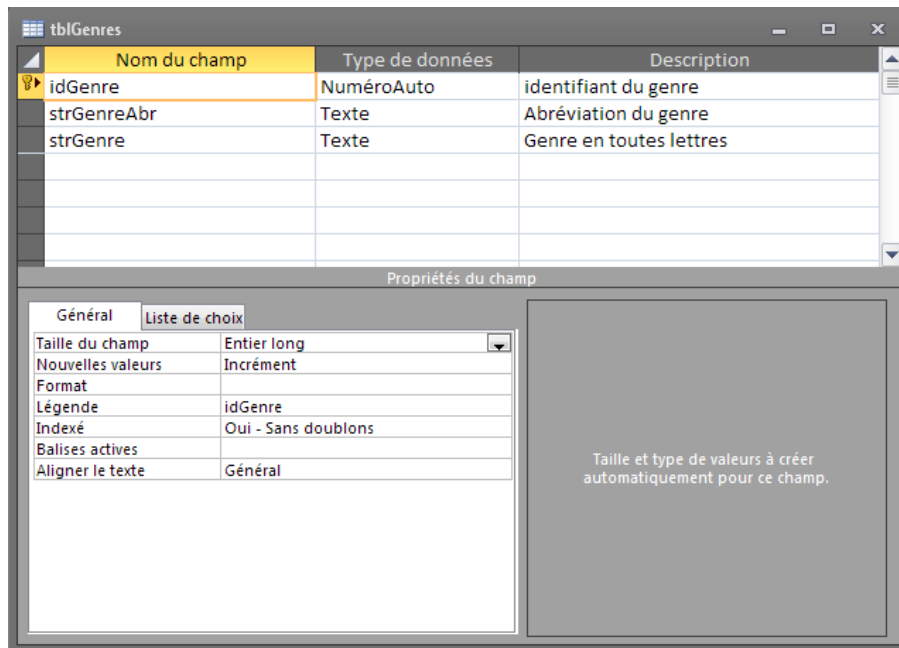 tblGenres
Nom du champ Type de données Description
idGenre NuméroAuto identifiant du genre
strGenreAbr Texte Abréviation du genre
strGenre Texte Genre en toutes lettres
Propriétés du champ
Général Liste de choix
Taille du champ Entier long
Nouvelles valeurs Incrément
Format
Légende idGenre
Indexé Oui - Sans doublons
Balises actives
Aligner le texte Général
Taille et type de valeurs à créer
automatiquement pour ce champ.